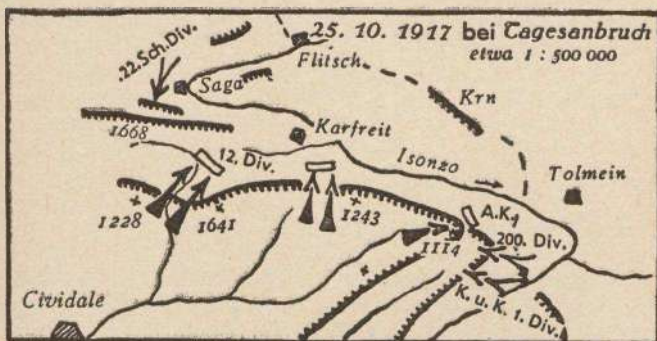 25. 10. 1917 bei Tagesanbruch
etwa 1 : 500 000
Flitsch
22. Sch. Div.
Saga
Krn
1668
Karfreit
12. Div.
Isonzo
Tolmein
1228
1641
1243
A.K.
1114
200. Div.
K. u. K. 1. Div.
Cividale